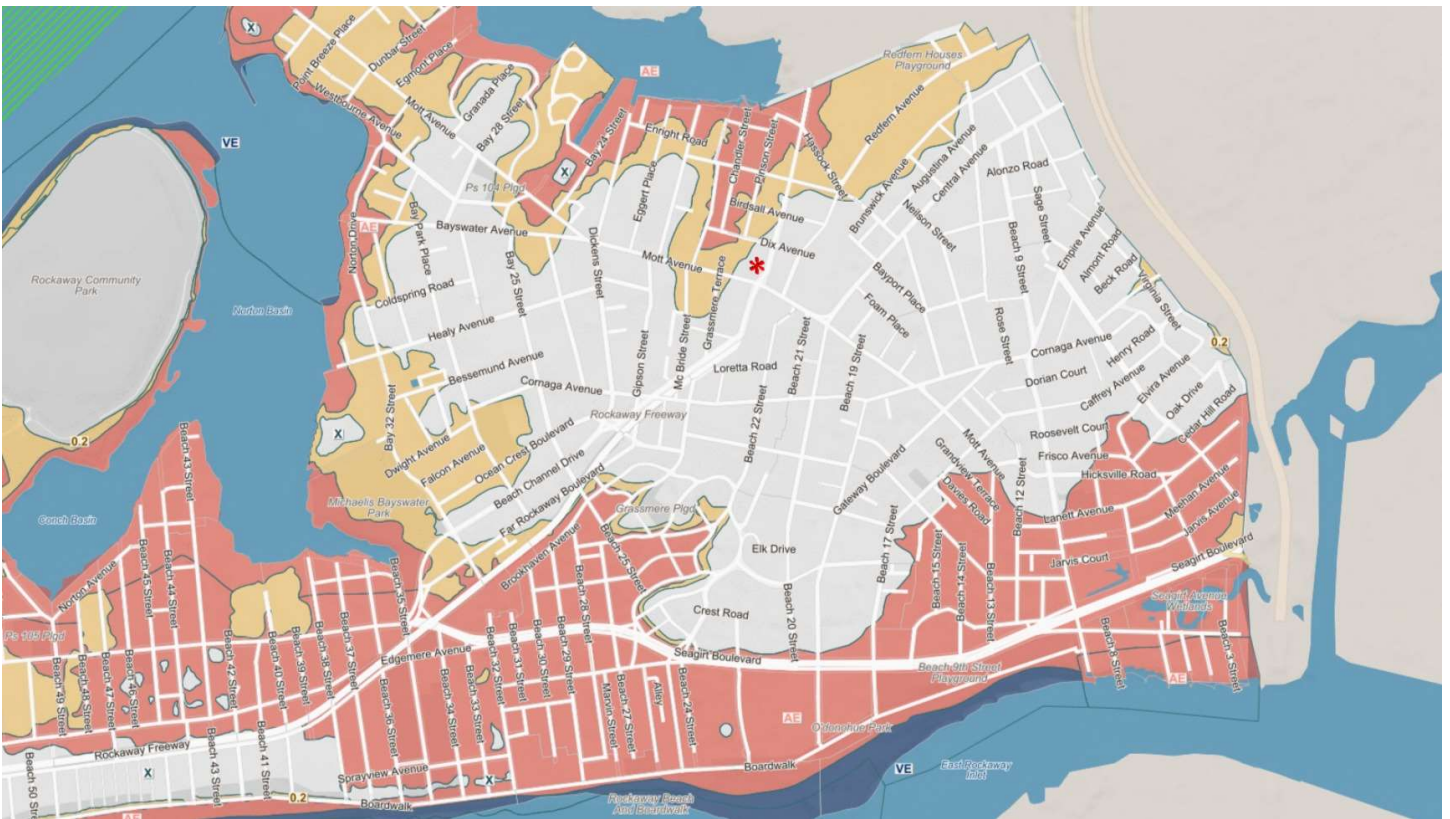 X
Point Breeze Place
Dunbar Street
Egmont Place
Westbourne Avenue
Mott Avenue
Granada Place
Bay 28 Street
AE
Bay 24 Street
Enright Road
Chandler Street
Pinson Street
Hassock Street
Redfern Houses
Playground
Redfern Avenue
Augustina Avenue
Central Avenue
Alonzo Road
VE
X
Ps 104 Plgd
Eggert Place
Birdsall Avenue
Brunswick Avenue
Neilson Street
Sage Street
Norton Drive
AE
Bay Park Place
Bayswater Avenue
Bay 25 Street
Dickens Street
Mott Avenue
Grassmere Terrace
Dix Avenue
*
Bayport Place
Foam Place
Beach 9 Street
Empire Avenue
Almont Road
Beck Road
Virginia Street
Rockaway Community
Park
Norton Basin
Coldspring Road
Healy Avenue
Gipson Street
Mc Bride Street
Beach 21 Street
Beach 19 Street
Rose Street
Cornaga Avenue
Henry Road
0.2
Bessemund Avenue
Cornaga Avenue
Loretta Road
Dorian Court
Caffrey Avenue
Elvira Avenue
Oak Drive
Cedar Hill Road
Rockaway Freeway
Beach 22 Street
0.2
X
Bay 32 Street
Dwight Avenue
Falcon Avenue
Ocean Crest Boulevard
Beach Channel Drive
Far Rockaway Boulevard
Roosevelt Court
Frisco Avenue
Hicksville Road
Mott Avenue
Grandview Terrace
Davies Road
Beach 12 Street
Lanett Avenue
Meehan Avenue
Jarvis Avenue
Beach 43 Street
Michaelis Bayswater
Park
Grassmere Plgd
Gateway Boulevard
Conch Basin
Brookhaven Avenue
Beach 25 Street
Elk Drive
Beach 17 Street
Beach 15 Street
Beach 14 Street
Beach 13 Street
Jarvis Court
Seagirt Boulevard
Seagirt Avenue
Wetlands
Norton Avenue
Beach 45 Street
Beach 44 Street
Beach 35 Street
Beach 28 Street
Crest Road
Beach 20 Street
Ps 105 Plgd
Beach 49 Street
Beach 48 Street
Beach 47 Street
Beach 46 Street
Beach 42 Street
Beach 40 Street
Beach 39 Street
Beach 38 Street
Beach 37 Street
Edgemere Avenue
Beach 32 Street
Beach 31 Street
Beach 30 Street
Beach 29 Street
Seagirt Boulevard
Beach 9th Street
Playground
AE
Beach 36 Street
Beach 34 Street
Beach 33 Street
Marvin Street
Beach 27 Street
Alley
Beach 24 Street
AE
O'donohue Park
Rockaway Freeway
X
Beach 43 Street
Beach 41 Street
Sprayview Avenue
X
Boardwalk
VE
East Rockaway
Inlet
0.2
Boardwalk
Rockaway Beach
And Boardwalk
AE